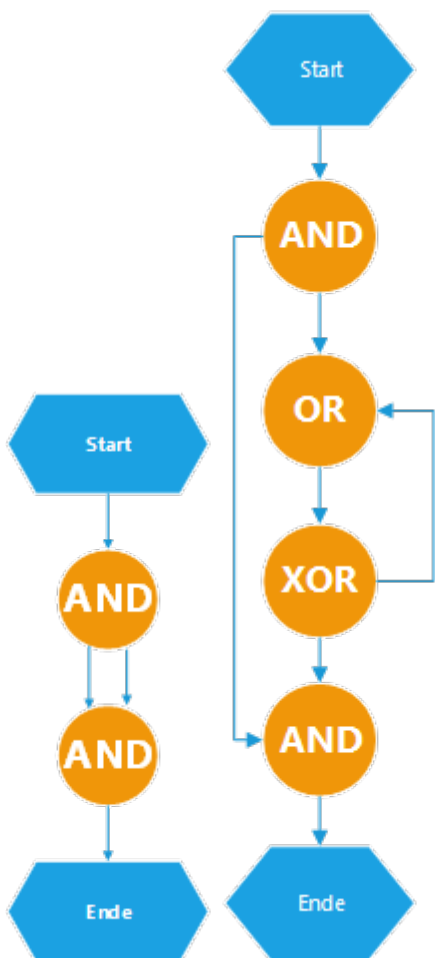 Start
AND
AND
Ende
Start
AND
OR
XOR
AND
Ende